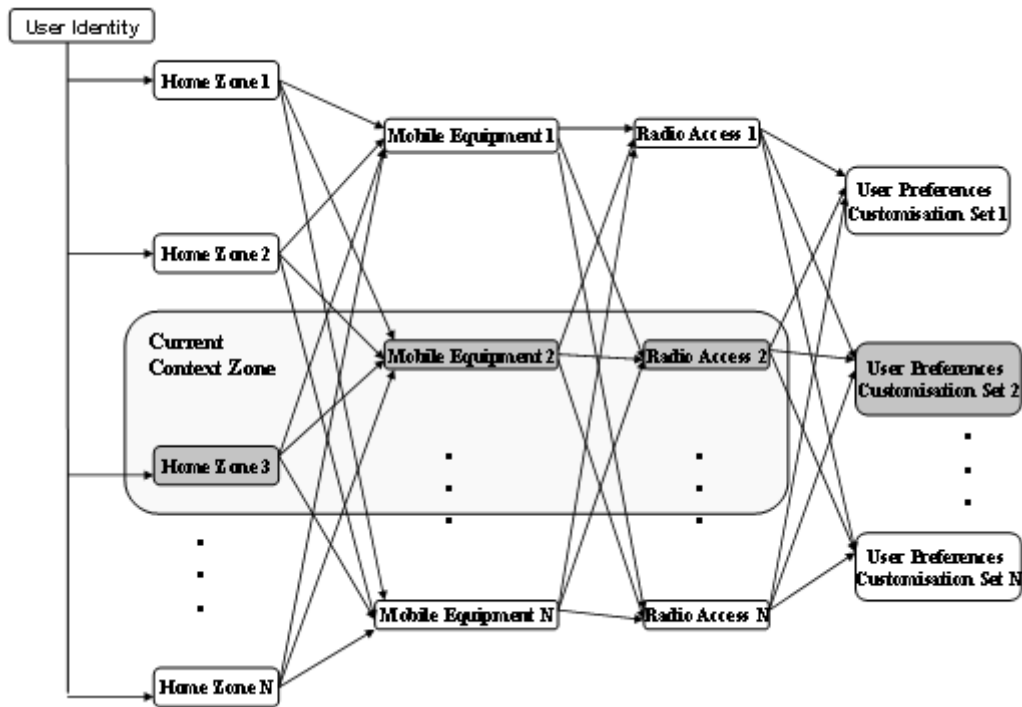 User Identity
Home Zone 1
Mobile Equipment 1
Radio Access 1
User Preferences
Customisation Set 1
Home Zone 2
Current
Context Zone
Mobile Equipment 2
Radio Access 2
User Preferences
Customisation Set 2
Home Zone 3
User Preferences
Customisation Set N
Mobile Equipment N
Radio Access N
Home Zone N